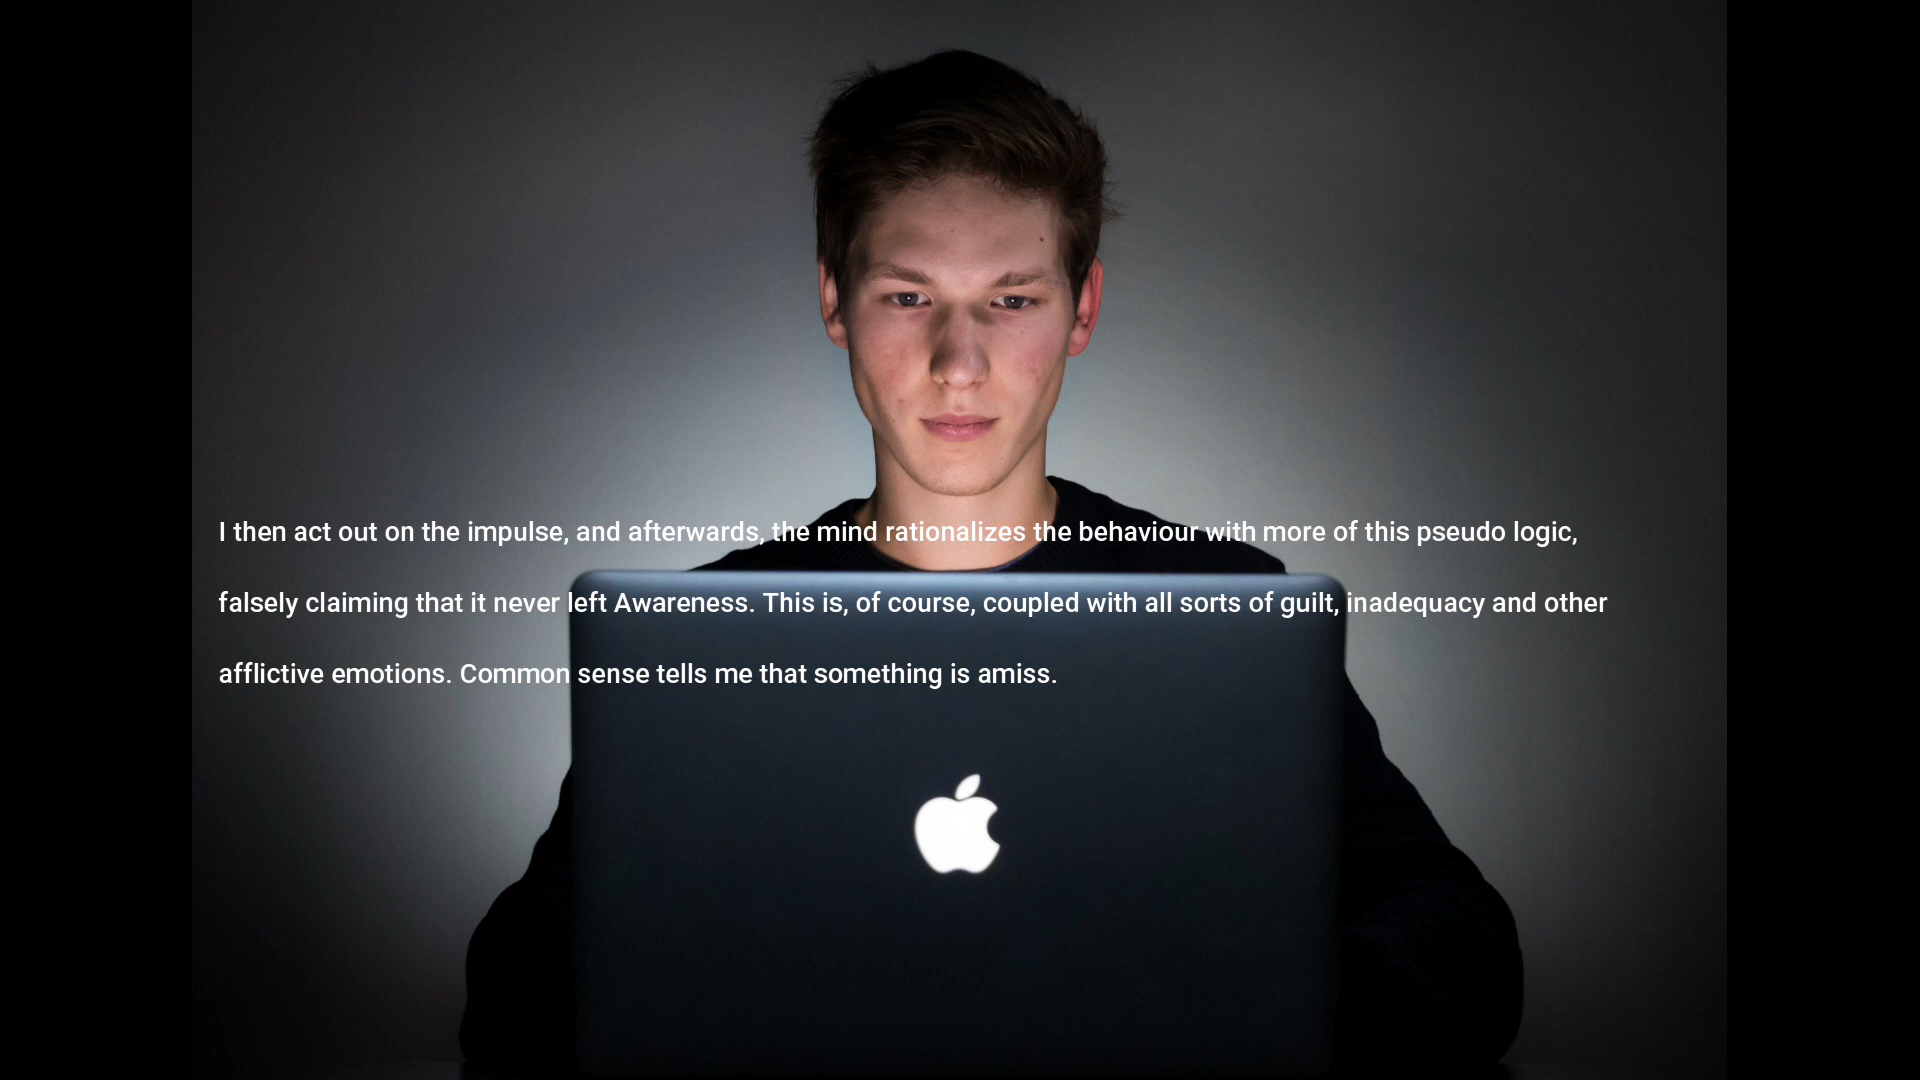 I then act out on the impulse, and afterwards, the mind rationalizes the behaviour with more of this pseudo logic,
falsely claiming that it never left Awareness. This is, of course, coupled with all sorts of guilt, inadequacy and other
afflictive emotions. Common sense tells me that something is amiss.